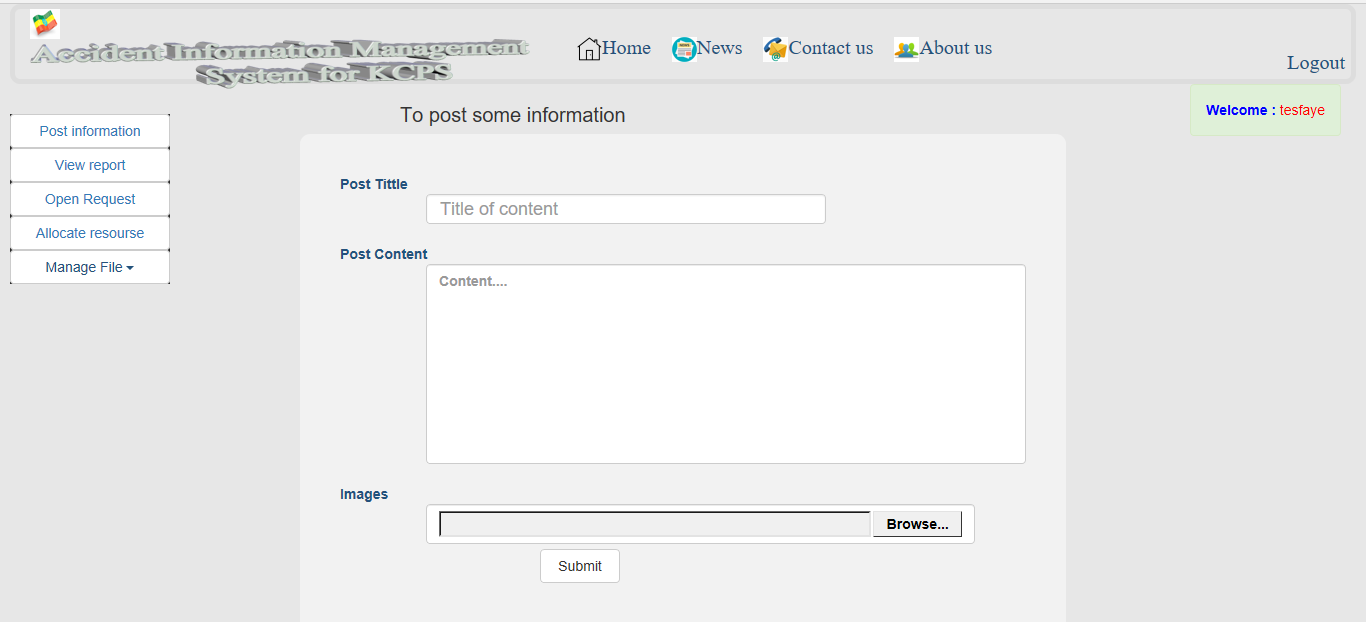 Accident Information Management
System for KCPS
Home News Contact us About us
Logout
Welcome : tesfaye
Post information
View report
Open Request
Allocate resourse
Manage File
To post some information
Post Tittle
Title of content
Post Content
Content....
Images
Browse...
Submit